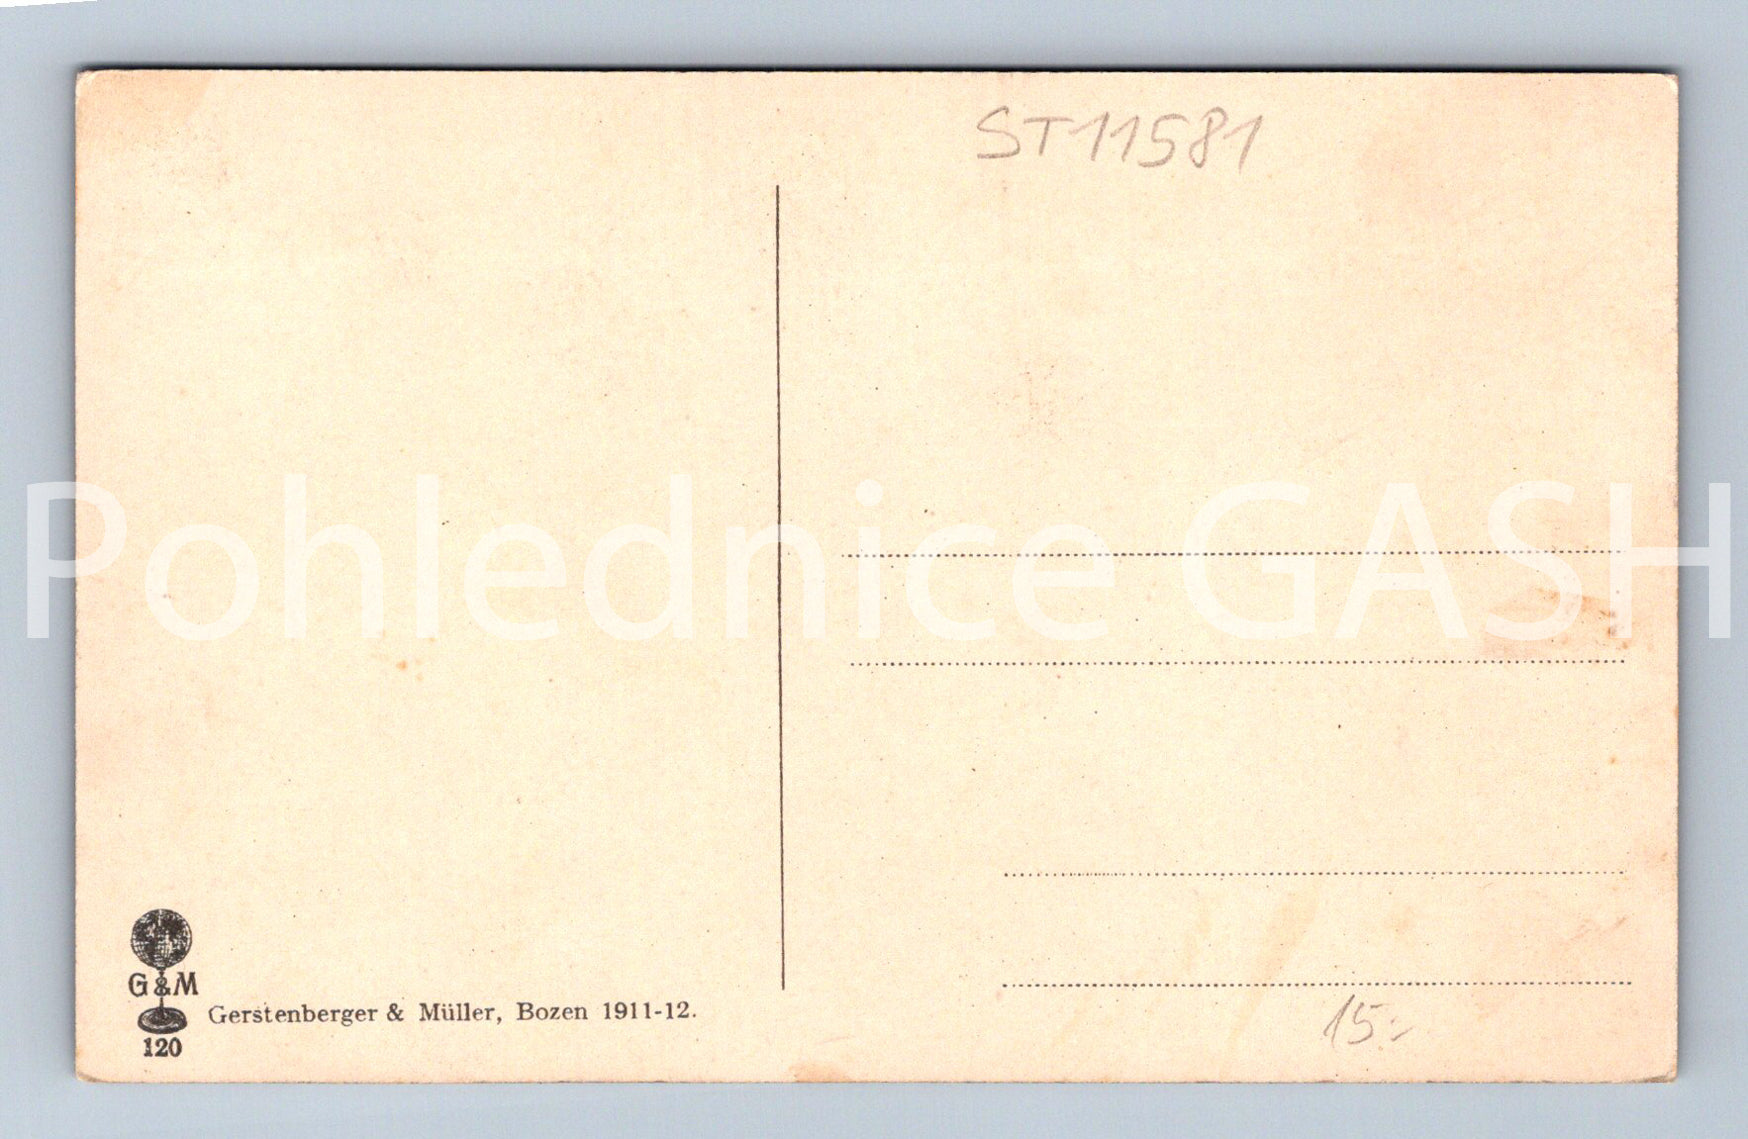 ST11581
Pohlednice GASH
G&M
Gerstenberger & Müller, Bozen 1911-12.
120
15.-